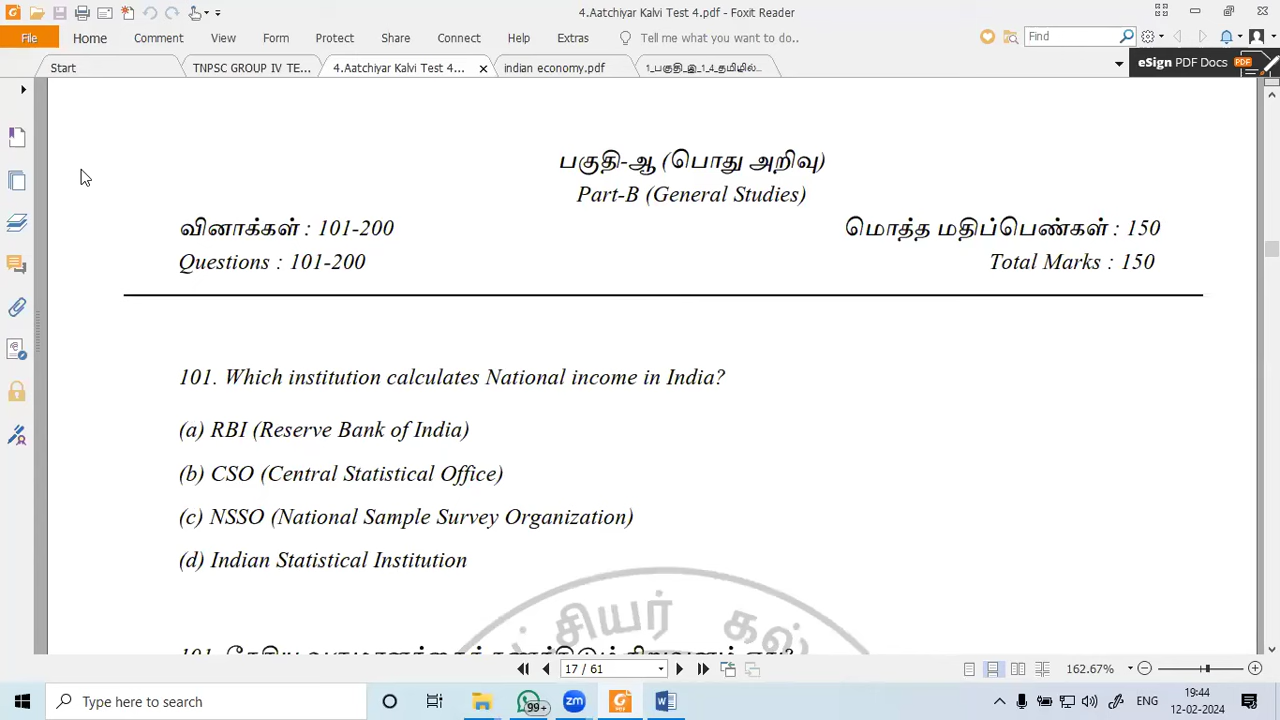 4.Aatchiyar Kalvi Test 4.pdf - Foxit Reader
File Home Comment View Form Protect Share Connect Help Extras Tell me what you want to do.. Find
Start TNPSC GROUP IV TE... 4.Aatchiyar Kalvi Test 4... indian economy.pdf 1_பகுதி_இ_1_4_தமிழில்... eSign PDF Docs PDF
பகுதி-ஆ (பொது அறிவு)
Part-B (General Studies)
வினாக்கள் : 101-200 மொத்த மதிப்பெண்கள் : 150
Questions : 101-200 Total Marks : 150
101. Which institution calculates National income in India?
(a) RBI (Reserve Bank of India)
(b) CSO (Central Statistical Office)
(c) NSSO (National Sample Survey Organization)
(d) Indian Statistical Institution
17 / 61 162.67%
Type here to search 99+ zm ENG 19:44
12-02-2024